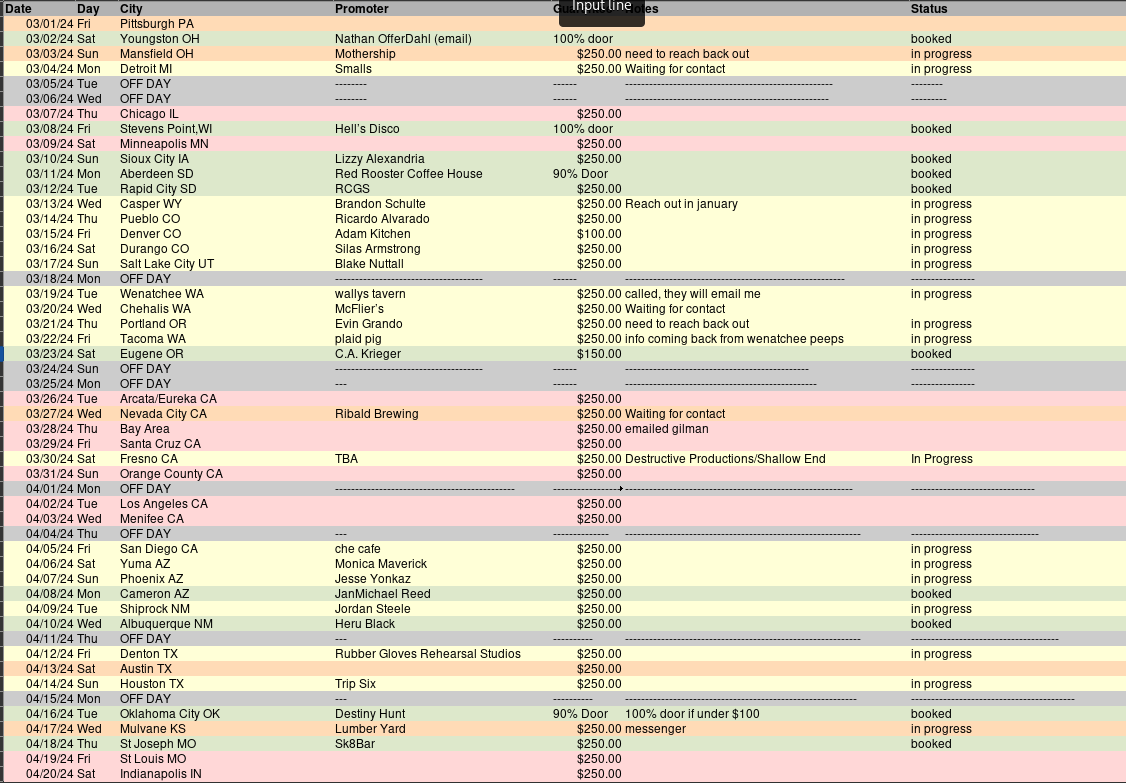 Input line
Date Day City Promoter Notes Status
03/01/24 Fri Pittsburgh PA
03/02/24 Sat Youngston OH Nathan OfferDahl (email) 100% door booked
03/03/24 Sun Mansfield OH Mothership $250.00 need to reach back out in progress
03/04/24 Mon Detroit MI Smalls $250.00 Waiting for contact in progress
03/05/24 Tue OFF DAY -------- ------ ---------------------------------------------------- --------
03/06/24 Wed OFF DAY -------- ------ --------------------------------------------------- ---------
03/07/24 Thu Chicago IL $250.00
03/08/24 Fri Stevens Point,WI Hell's Disco 100% door booked
03/09/24 Sat Minneapolis MN $250.00
03/10/24 Sun Sioux City IA Lizzy Alexandria $250.00 booked
03/11/24 Mon Aberdeen SD Red Rooster Coffee House 90% Door booked
03/12/24 Tue Rapid City SD RCGS $250.00 booked
03/13/24 Wed Casper WY Brandon Schulte $250.00 Reach out in january in progress
03/14/24 Thu Pueblo CO Ricardo Alvarado $250.00 in progress
03/15/24 Fri Denver CO Adam Kitchen $100.00 in progress
03/16/24 Sat Durango CO Silas Armstrong $250.00 in progress
03/17/24 Sun Salt Lake City UT Blake Nuttall $250.00 in progress
03/18/24 Mon OFF DAY ------------------------------------- ------ ------------------------------------------------------- ----------------
03/19/24 Tue Wenatchee WA wallys tavern $250.00 called, they will email me in progress
03/20/24 Wed Chehalis WA McFlier's $250.00 Waiting for contact
03/21/24 Thu Portland OR Evin Grando $250.00 need to reach back out in progress
03/22/24 Fri Tacoma WA plaid pig $250.00 info coming back from wenatchee peeps in progress
03/23/24 Sat Eugene OR C.A. Krieger $150.00 booked
03/24/24 Sun OFF DAY ------------------------------------- ------ ---------------------------------------------- ----------------
03/25/24 Mon OFF DAY --- ------ ------------------------------------------------ ----------------
03/26/24 Tue Arcata/Eureka CA $250.00
03/27/24 Wed Nevada City CA Ribald Brewing $250.00 Waiting for contact
03/28/24 Thu Bay Area $250.00 emailed gilman
03/29/24 Fri Santa Cruz CA $250.00
03/30/24 Sat Fresno CA TBA $250.00 Destructive Productions/Shallow End In Progress
03/31/24 Sun Orange County CA $250.00
04/01/24 Mon OFF DAY --------------------------------------------- ----------------- ---------------------------------------------------------- -------------------------------
04/02/24 Tue Los Angeles CA $250.00
04/03/24 Wed Menifee CA $250.00
04/04/24 Thu OFF DAY --- -------------- ----------------------------------------------------------- --------------------------------
04/05/24 Fri San Diego CA che cafe $250.00 in progress
04/06/24 Sat Yuma AZ Monica Maverick $250.00 in progress
04/07/24 Sun Phoenix AZ Jesse Yonkaz $250.00 in progress
04/08/24 Mon Cameron AZ JanMichael Reed $250.00 booked
04/09/24 Tue Shiprock NM Jordan Steele $250.00 in progress
04/10/24 Wed Albuquerque NM Heru Black $250.00 booked
04/11/24 Thu OFF DAY --- ---------- ----------------------------------------------------------- -------------------------------------
04/12/24 Fri Denton TX Rubber Gloves Rehearsal Studios $250.00 in progress
04/13/24 Sat Austin TX $250.00
04/14/24 Sun Houston TX Trip Six $250.00 in progress
04/15/24 Mon OFF DAY --- ---------- ---------------------------------------------------------- -----------------------------------------
04/16/24 Tue Oklahoma City OK Destiny Hunt 90% Door 100% door if under $100 booked
04/17/24 Wed Mulvane KS Lumber Yard $250.00 messenger in progress
04/18/24 Thu St Joseph MO Sk8Bar $250.00 booked
04/19/24 Fri St Louis MO $250.00
04/20/24 Sat Indianapolis IN $250.00